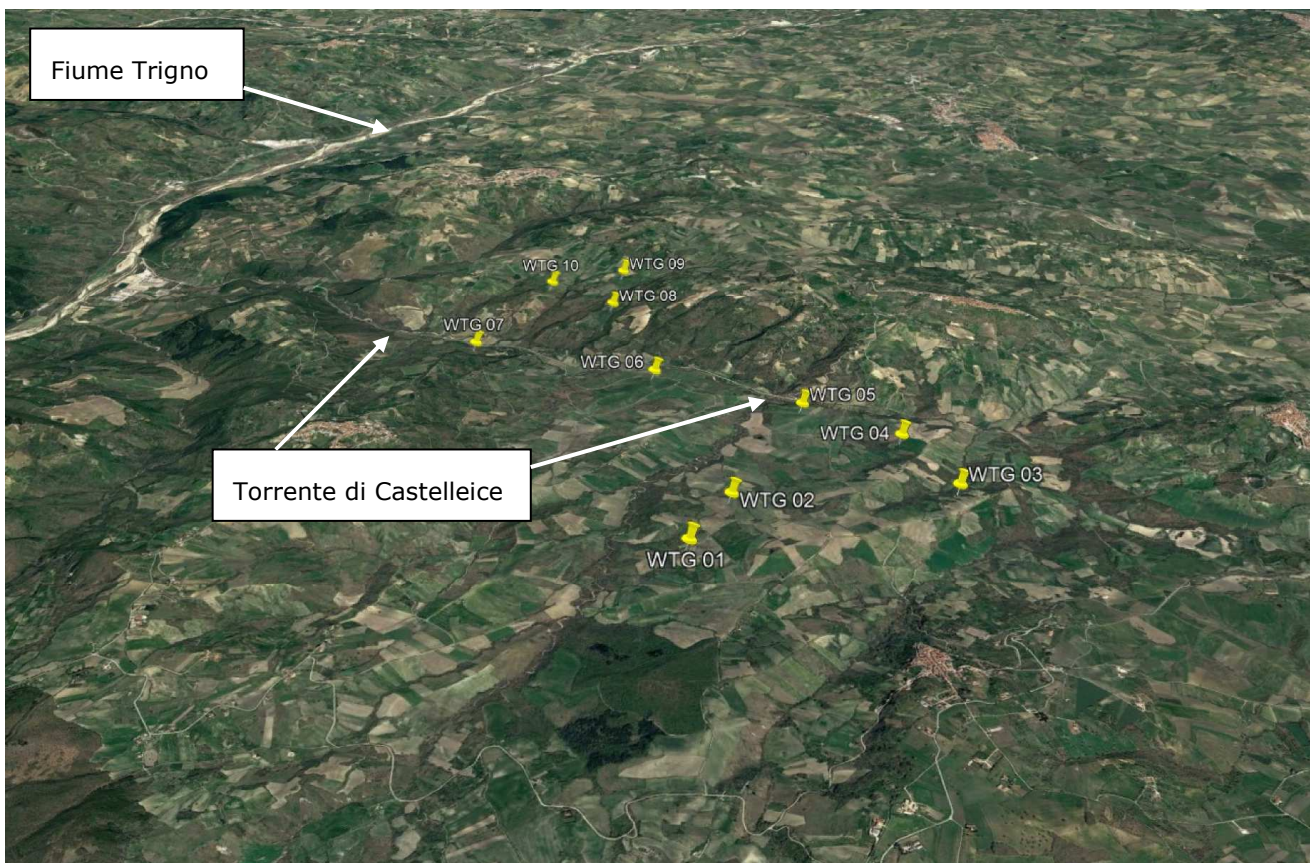 Fiume Trigno
WTG 10
WTG 09
WTG 08
WTG 07
WTG 06
WTG 05
WTG 04
Torrente di Castelleice
WTG 03
WTG 02
WTG 01